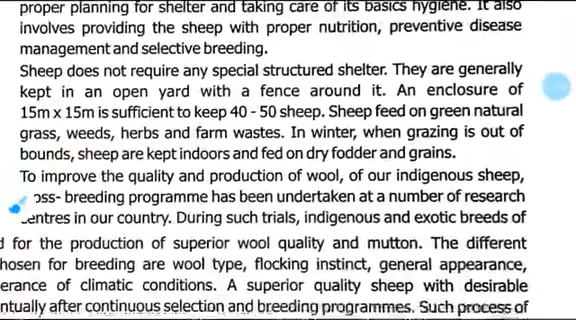 proper planning for shelter and taking care of its basics hygiene. It also
involves providing the sheep with proper nutrition, preventive disease
management and selective breeding.
Sheep does not require any special structured shelter. They are generally
kept in an open yard with a fence around it. An enclosure of
15m x 15m is sufficient to keep 40 - 50 sheep. Sheep feed on green natural
grass, weeds, herbs and farm wastes. In winter, when grazing is out of
bounds, sheep are kept indoors and fed on dry fodder and grains.
To improve the quality and production of wool, of our indigenous sheep,
oss- breeding programme has been undertaken at a number of research
entres in our country. During such trials, indigenous and exotic breeds of
d for the production of superior wool quality and mutton. The different
hosen for breeding are wool type, flocking instinct, general appearance,
erance of climatic conditions. A superior quality sheep with desirable
ntually after continuous selection and breeding programmes. Such process of